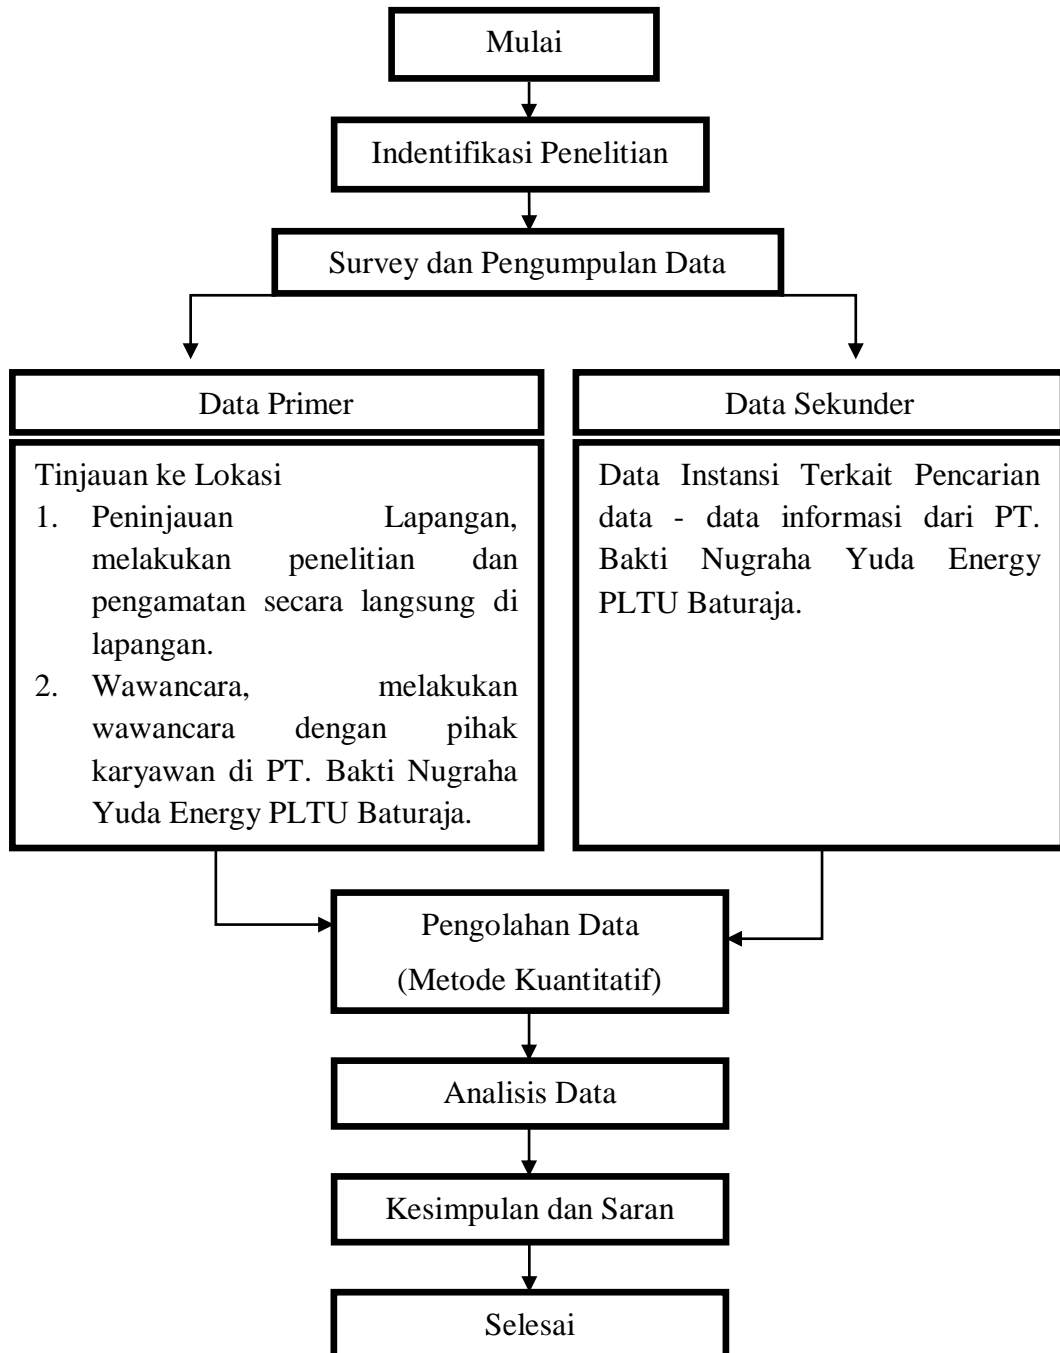 Mulai
Indentifikasi Penelitian
Survey dan Pengumpulan Data
Data Primer
Tinjauan ke Lokasi
1. Peninjauan Lapangan,
melakukan penelitian dan
pengamatan secara langsung di
lapangan.
2. Wawancara, melakukan
wawancara dengan pihak
karyawan di PT. Bakti Nugraha
Yuda Energy PLTU Baturaja.
Data Sekunder
Data Instansi Terkait Pencarian
data - data informasi dari PT.
Bakti Nugraha Yuda Energy
PLTU Baturaja.
Pengolahan Data
(Metode Kuantitatif)
Analisis Data
Kesimpulan dan Saran
Selesai